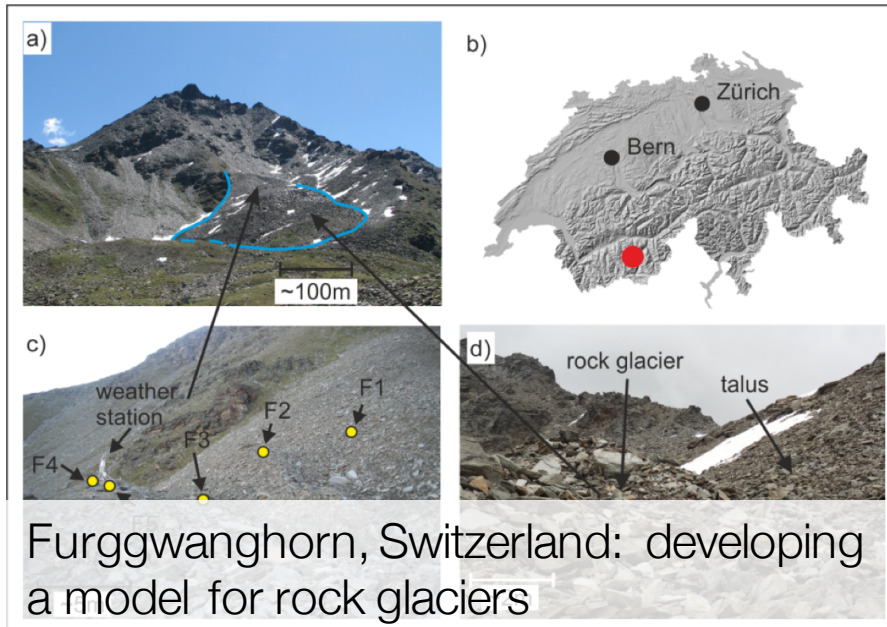 a)
~100m
b)
Zürich
Bern
c)
weather
station
F1
F2
F3
F4
d)
rock glacier
talus
Furggwanghorn, Switzerland: developing
a model for rock glaciers